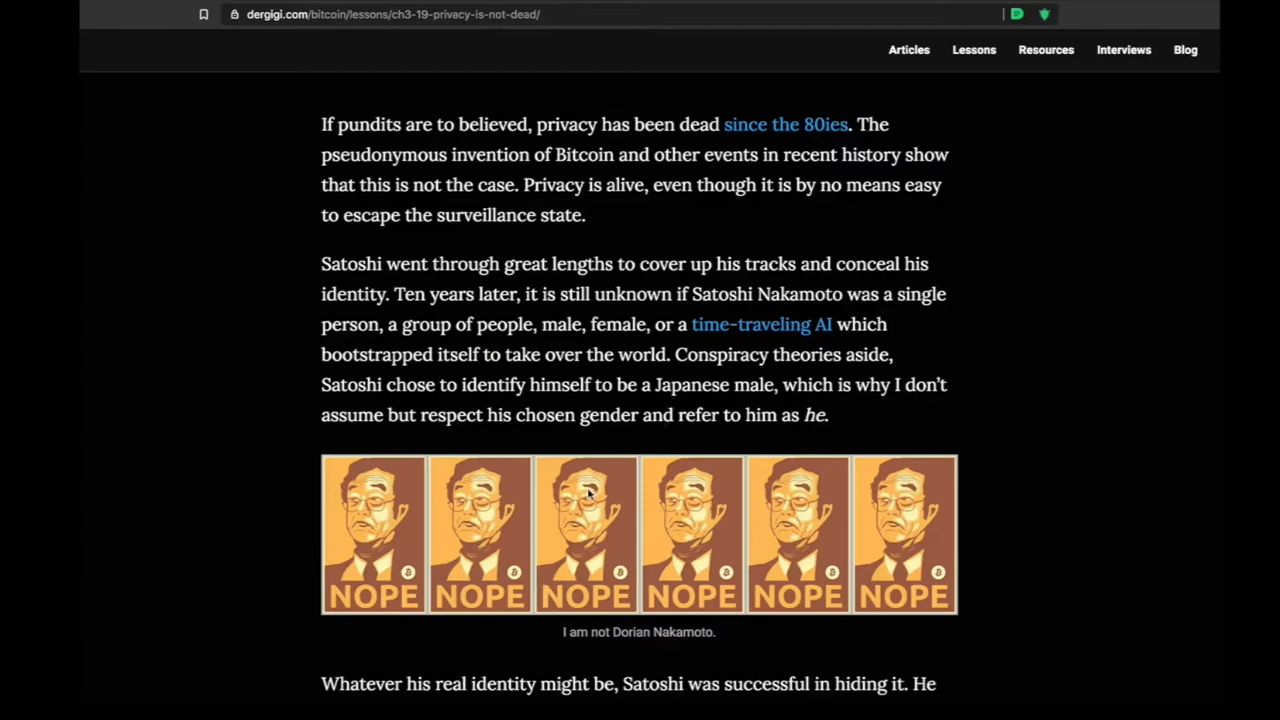 dergigi.com/bitcoin/lessons/ch3-19-privacy-is-not-dead/
Articles Lessons Resources Interviews Blog
If pundits are to believed, privacy has been dead since the 80ies. The
pseudonymous invention of Bitcoin and other events in recent history show
that this is not the case. Privacy is alive, even though it is by no means easy
to escape the surveillance state.
Satoshi went through great lengths to cover up his tracks and conceal his
identity. Ten years later, it is still unknown if Satoshi Nakamoto was a single
person, a group of people, male, female, or a time-traveling AI which
bootstrapped itself to take over the world. Conspiracy theories aside,
Satoshi chose to identify himself to be a Japanese male, which is why I don’t
assume but respect his chosen gender and refer to him as he.
NOPE NOPE NOPE NOPE NOPE NOPE
I am not Dorian Nakamoto.
Whatever his real identity might be, Satoshi was successful in hiding it. He